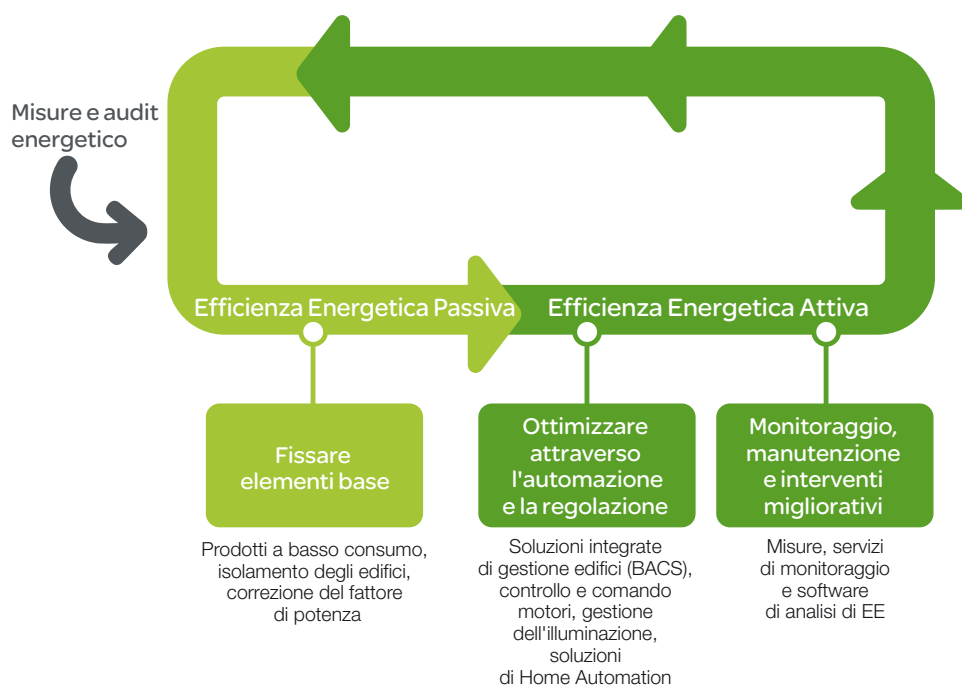 Misure e audit
energetico
Efficienza Energetica Passiva
Efficienza Energetica Attiva
Fissare
elementi base
Prodotti a basso consumo,
isolamento degli edifici,
correzione del fattore
di potenza
Ottimizzare
attraverso
l'automazione
e la regolazione
Soluzioni integrate
di gestione edifici (BACS),
controllo e comando
motori, gestione
dell'illuminazione,
soluzioni
di Home Automation
Monitoraggio,
manutenzione
e interventi
migliorativi
Misure, servizi
di monitoraggio
e software
di analisi di EE